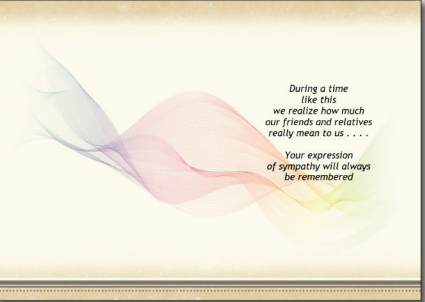 During a time
like this
we realize how much
our friends and relatives
really mean to us . . . .
Your expression
of sympathy will always
be remembered